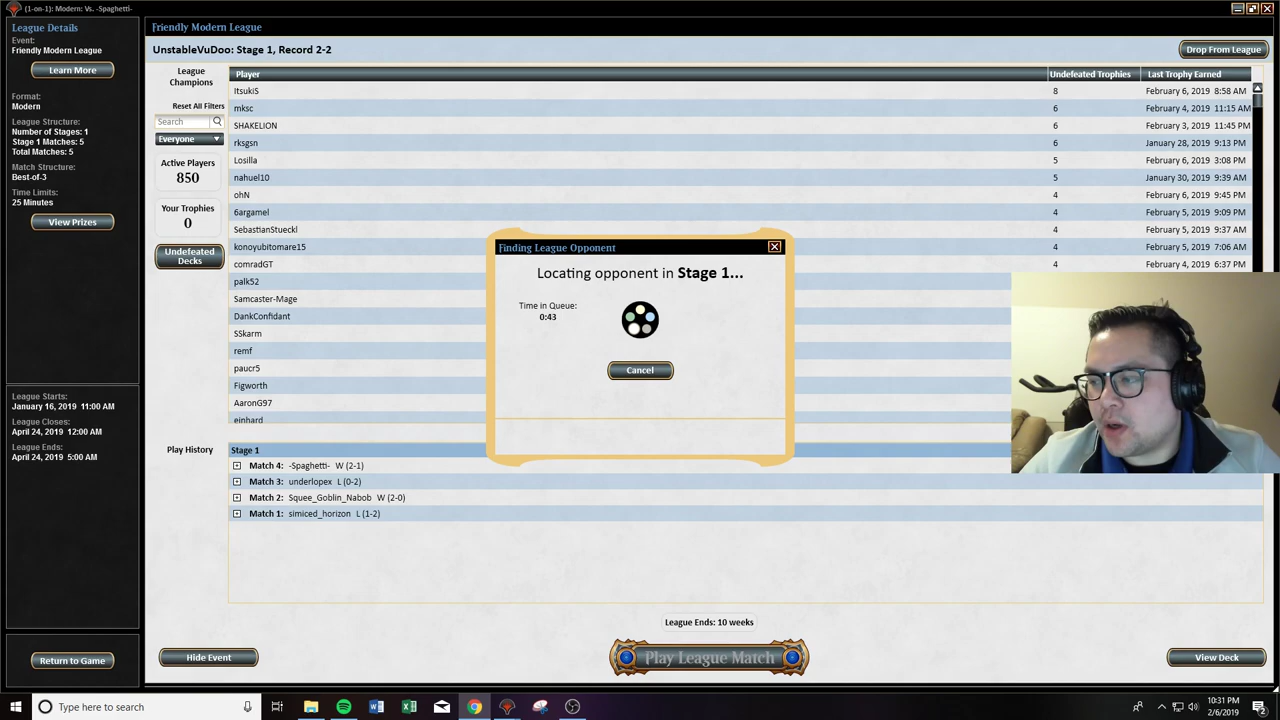 (1-on-1): Modern: Vs. -Spaghetti-
League Details
Event:
Friendly Modern League
Learn More
Format:
Modern
League Structure:
Number of Stages: 1
Stage 1 Matches: 5
Total Matches: 5
Match Structure:
Best-of-3
Time Limits:
25 Minutes
View Prizes
League Starts:
January 16, 2019 11:00 AM
League Closes:
April 24, 2019 12:00 AM
League Ends:
April 24, 2019 5:00 AM
Return to Game
Friendly Modern League
UnstableVuDoo: Stage 1, Record 2-2
Drop From League
League
Champions
Reset All Filters
Search
Everyone
Active Players
850
Your Trophies
0
Undefeated
Decks
Player Undefeated Trophies Last Trophy Earned
ItsukiS 8 February 6, 2019 8:58 AM
mksc 6 February 4, 2019 11:15 AM
SHAKELION 6 February 3, 2019 11:45 PM
rksgsn 6 January 28, 2019 9:13 PM
Losilla 5 February 6, 2019 3:08 PM
nahuel10 5 January 30, 2019 9:39 AM
ohN 4 February 6, 2019 9:45 PM
6argamel 4 February 5, 2019 9:09 PM
SebastianStueckl 4 February 5, 2019 9:37 AM
konoyubitomare15 4 February 5, 2019 7:06 AM
comradGT 4 February 4, 2019 6:37 PM
palk52
Samcaster-Mage
DankConfidant
SSkarm
remf
paucr5
Figworth
AaronG97
einhard
Finding League Opponent
Locating opponent in Stage 1...
Time in Queue:
0:43
Cancel
Play History
Stage 1
Match 4: -Spaghetti- W (2-1)
Match 3: underlopex L (0-2)
Match 2: Squee_Goblin_Nabob W (2-0)
Match 1: simiced_horizon L (1-2)
League Ends: 10 weeks
Hide Event
Play League Match
View Deck
Type here to search
10:31 PM
2/6/2019
2